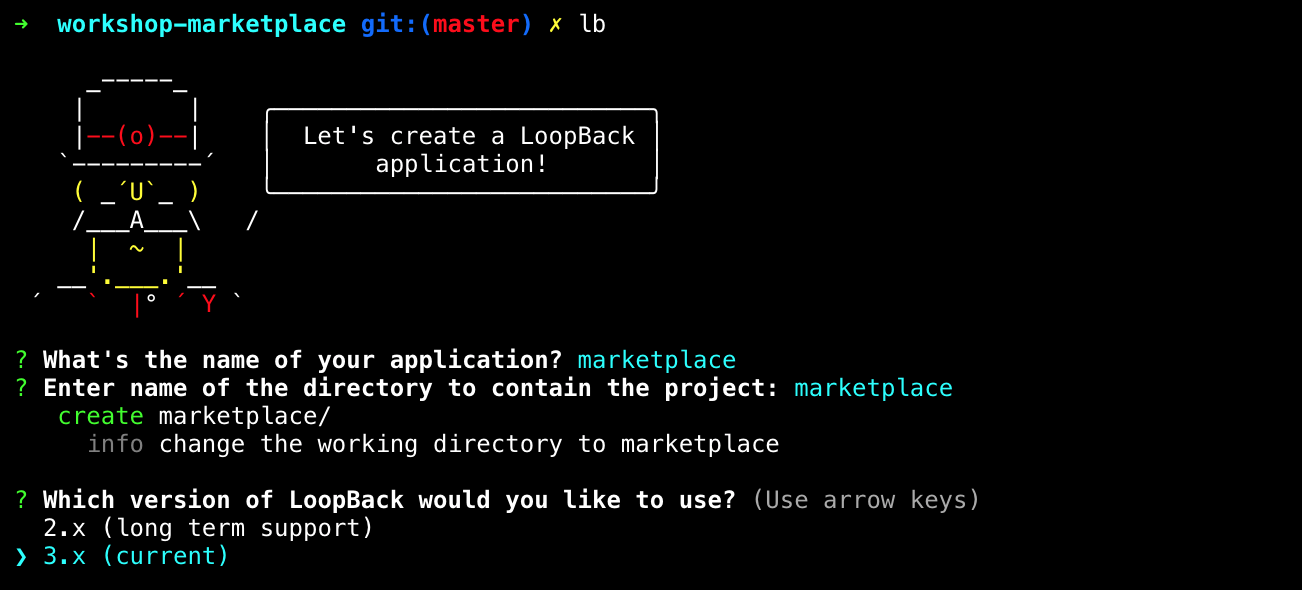 ➜  workshop-marketplace git:(master) ✗ lb
     _-----_
    |       |    ╭──────────────────────────╮
    |--(o)--|    │  Let's create a LoopBack │
   `---------´   │       application!       │
    ( _´U`_ )    ╰──────────────────────────╯
    /___A___\   /
     |  ~  |
   __'.___.'__
 ´   `  |° ´ Y `
? What's the name of your application? marketplace
? Enter name of the directory to contain the project: marketplace
   create marketplace/
     info change the working directory to marketplace
? Which version of LoopBack would you like to use? (Use arrow keys)
  2.x (long term support)
❯ 3.x (current)